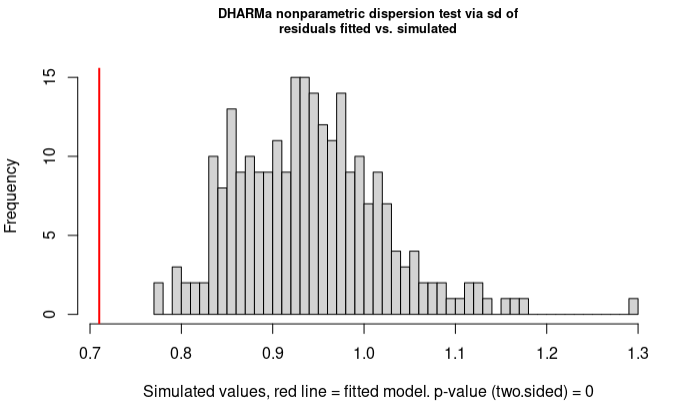 DHARMa nonparametric dispersion test via sd of
residuals fitted vs. simulated
Frequency
15
10
5
0
0.7 0.8 0.9 1.0 1.1 1.2 1.3
Simulated values, red line = fitted model. p-value (two.sided) = 0